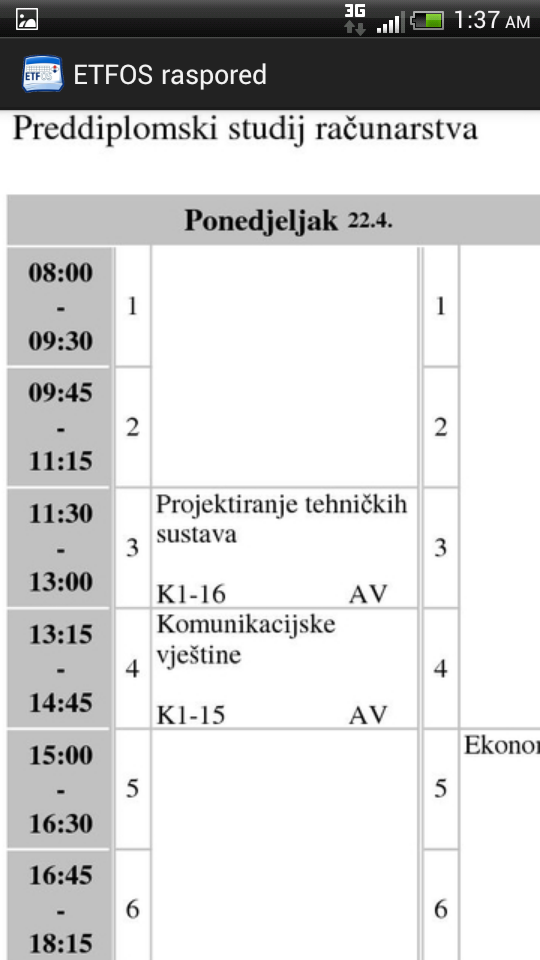 3G
1:37 AM
ETFOS
ETFOS raspored
Preddiplomski studij računarstva
Ponedjeljak 22.4.
08:00
-
09:30
1
1
09:45
-
11:15
2
2
11:30
-
13:00
3
Projektiranje tehničkih
sustava
K1-16 AV
3
13:15
-
14:45
4
Komunikacijske
vještine
K1-15 AV
4
15:00
-
16:30
5
5
16:45
-
18:15
6
6